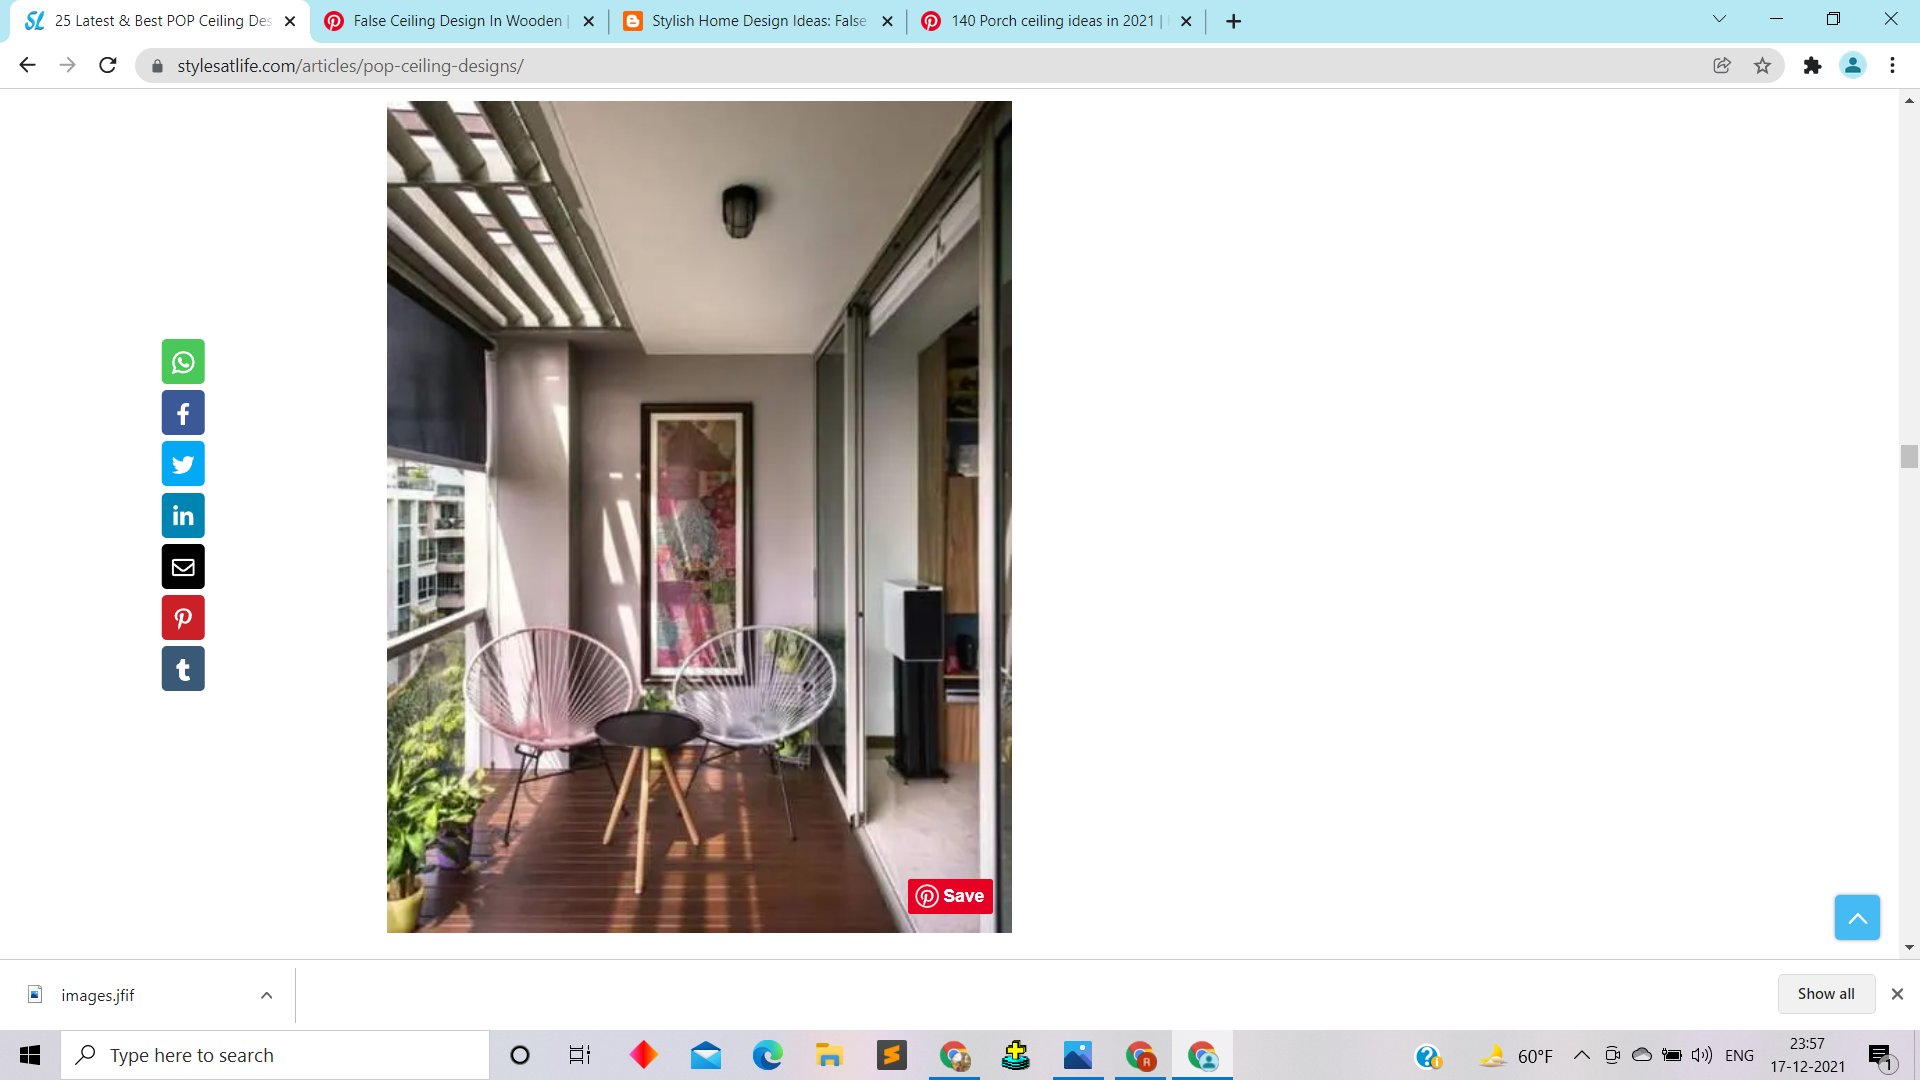 25 Latest & Best POP Ceiling Des
False Ceiling Design In Wooden |
Stylish Home Design Ideas: False
140 Porch ceiling ideas in 2021 |
stylesatlife.com/articles/pop-ceiling-designs/
Save
images.jfif
Show all
Type here to search
60°F
ENG
23:57
17-12-2021
1